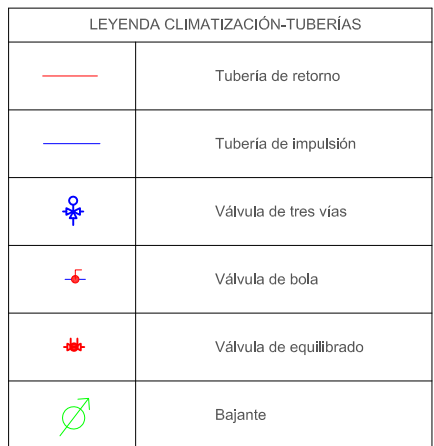 LEYENDA CLIMATIZACIÓN-TUBERÍAS
Tubería de retorno
Tubería de impulsión
Válvula de tres vías
Válvula de bola
Válvula de equilibrado
Bajante